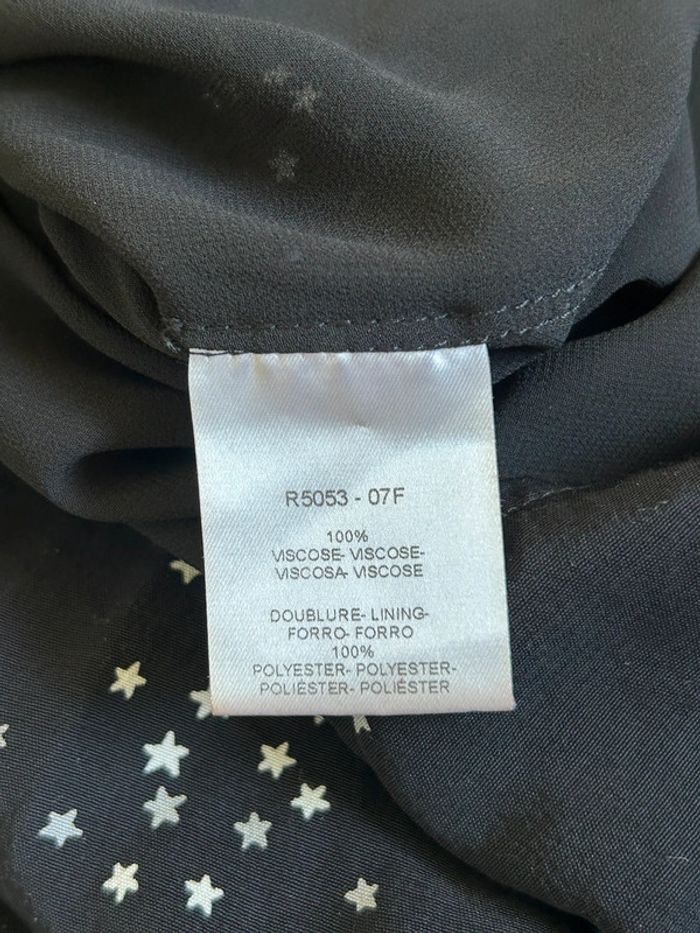 R5053 - 07F
100%
VISCOSE- VISCOSE-
VISCOSA- VISCOSE
DOUBLURE- LINING-
FORRO- FORRO
100%
POLYESTER- POLYESTER-
POLIÉSTER- POLIÉSTER